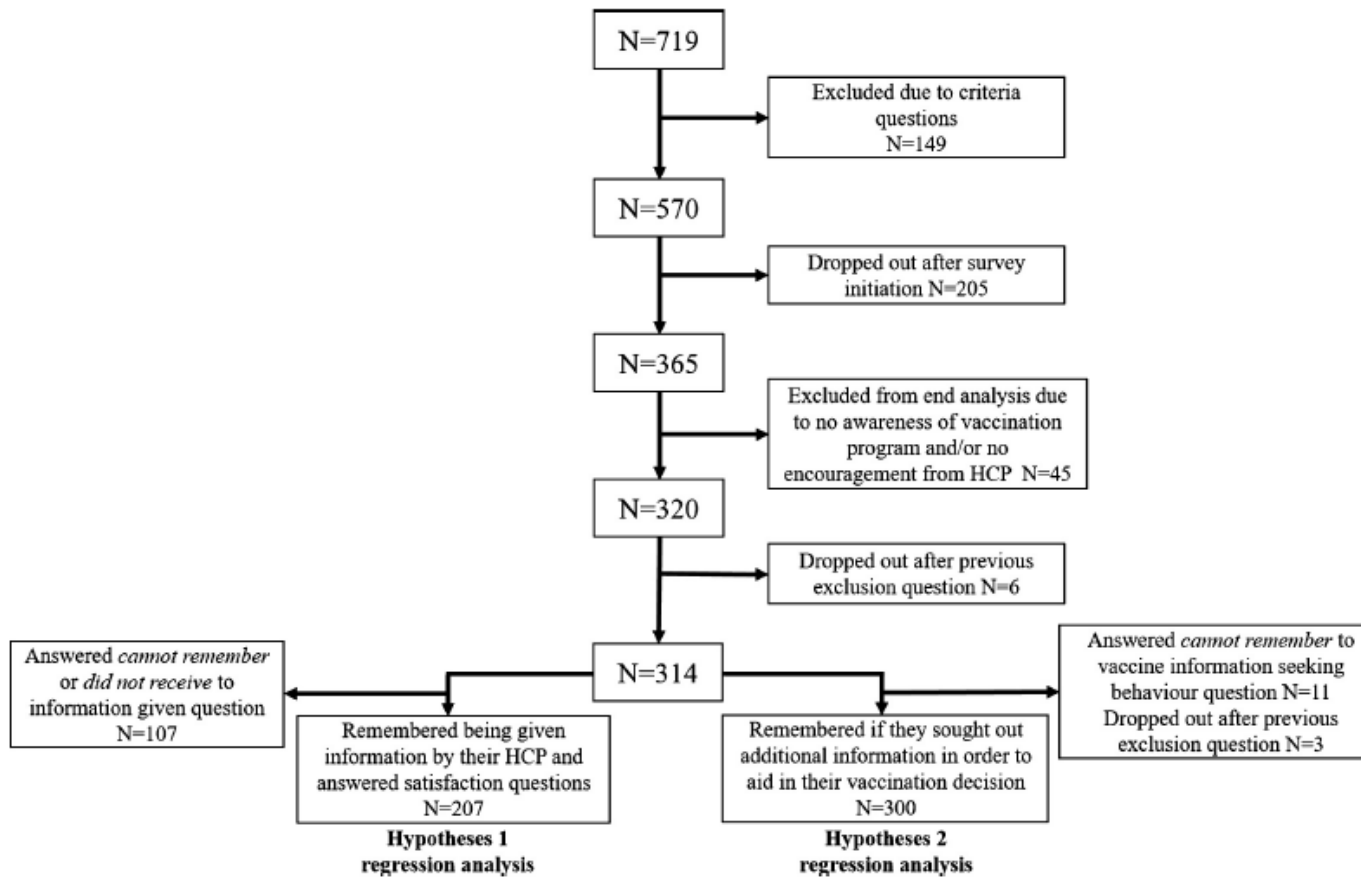 N=719
Excluded due to criteria
questions
N=149
N=570
Dropped out after survey
initiation N=205
N=365
Excluded from end analysis due
to no awareness of vaccination
program and/or no
encouragement from HCP N=45
N=320
Dropped out after previous
exclusion question N=6
N=314
Answered cannot remember
or did not receive to
information given question
N=107
Remembered being given
information by their HCP and
answered satisfaction questions
N=207
Hypotheses 1
regression analysis
Remembered if they sought out
additional information in order to
aid in their vaccination decision
N=300
Hypotheses 2
regression analysis
Answered cannot remember to
vaccine information seeking
behaviour question N=11
Dropped out after previous
exclusion question N=3